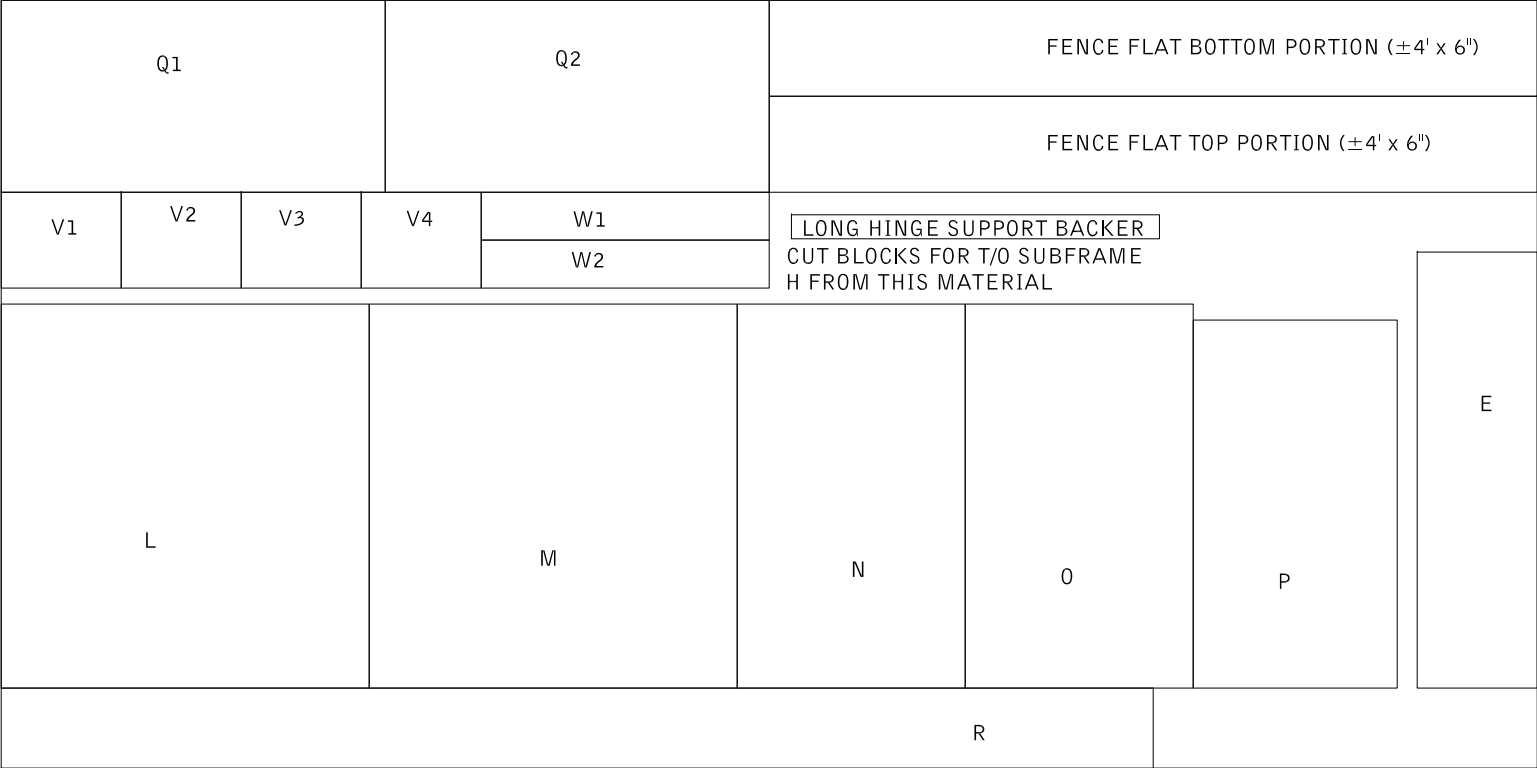 Q1
Q2
FENCE FLAT BOTTOM PORTION (±4' x 6")
FENCE FLAT TOP PORTION (±4' x 6")
V1
V2
V3
V4
W1
W2
LONG HINGE SUPPORT BACKER
CUT BLOCKS FOR T/O SUBFRAME
H FROM THIS MATERIAL
L
M
N
O
P
E
R